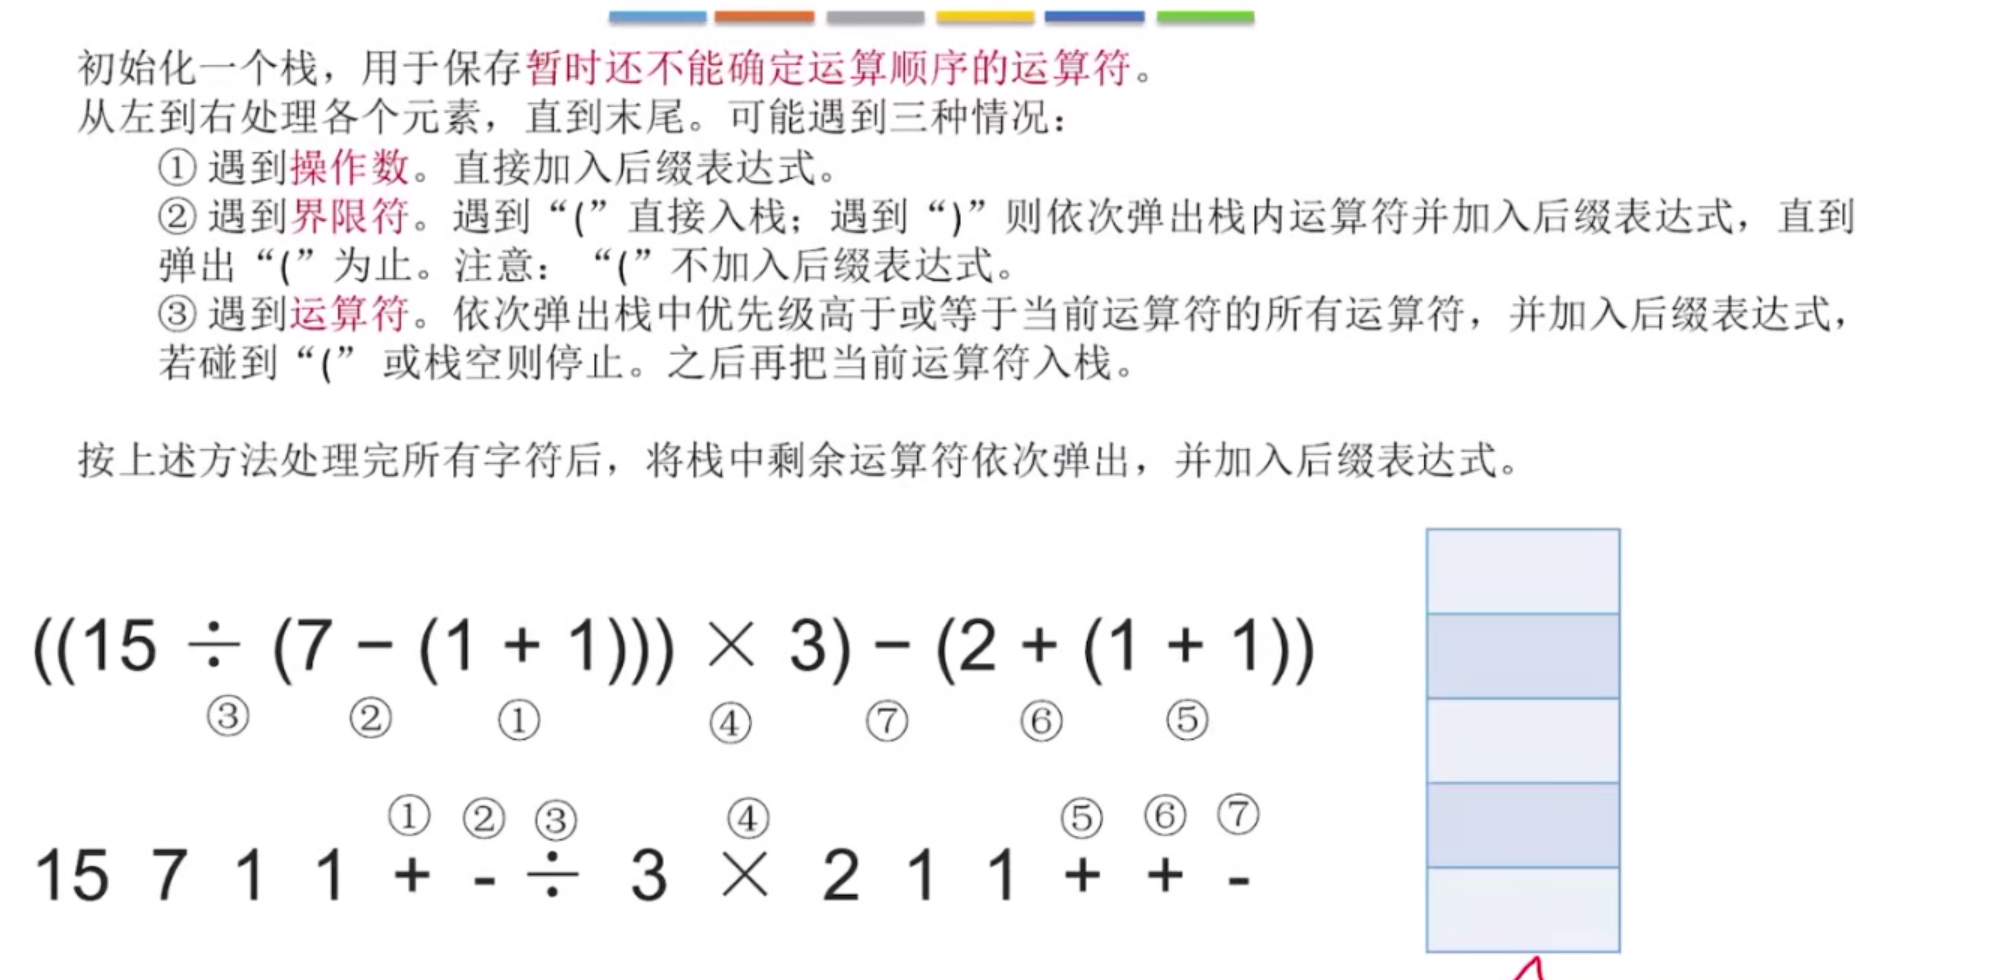 初始化一个栈，用于保存暂时还不能确定运算顺序的运算符。
从左到右处理各个元素，直到末尾。可能遇到三种情况：
① 遇到操作数。直接加入后缀表达式。
② 遇到界限符。遇到“(”直接入栈；遇到“)”则依次弹出栈内运算符并加入后缀表达式，直到
弹出“(”为止。注意：“(”不加入后缀表达式。
③ 遇到运算符。依次弹出栈中优先级高于或等于当前运算符的所有运算符，并加入后缀表达式，
若碰到“(” 或栈空则停止。之后再把当前运算符入栈。
按上述方法处理完所有字符后，将栈中剩余运算符依次弹出，并加入后缀表达式。
((15 ÷ (7 − (1 + 1))) × 3) − (2 + (1 + 1))
③ ② ① ④ ⑦ ⑥ ⑤
① ② ③ ④ ⑤ ⑥ ⑦
15 7 1 1 + - ÷ 3 × 2 1 1 + + -